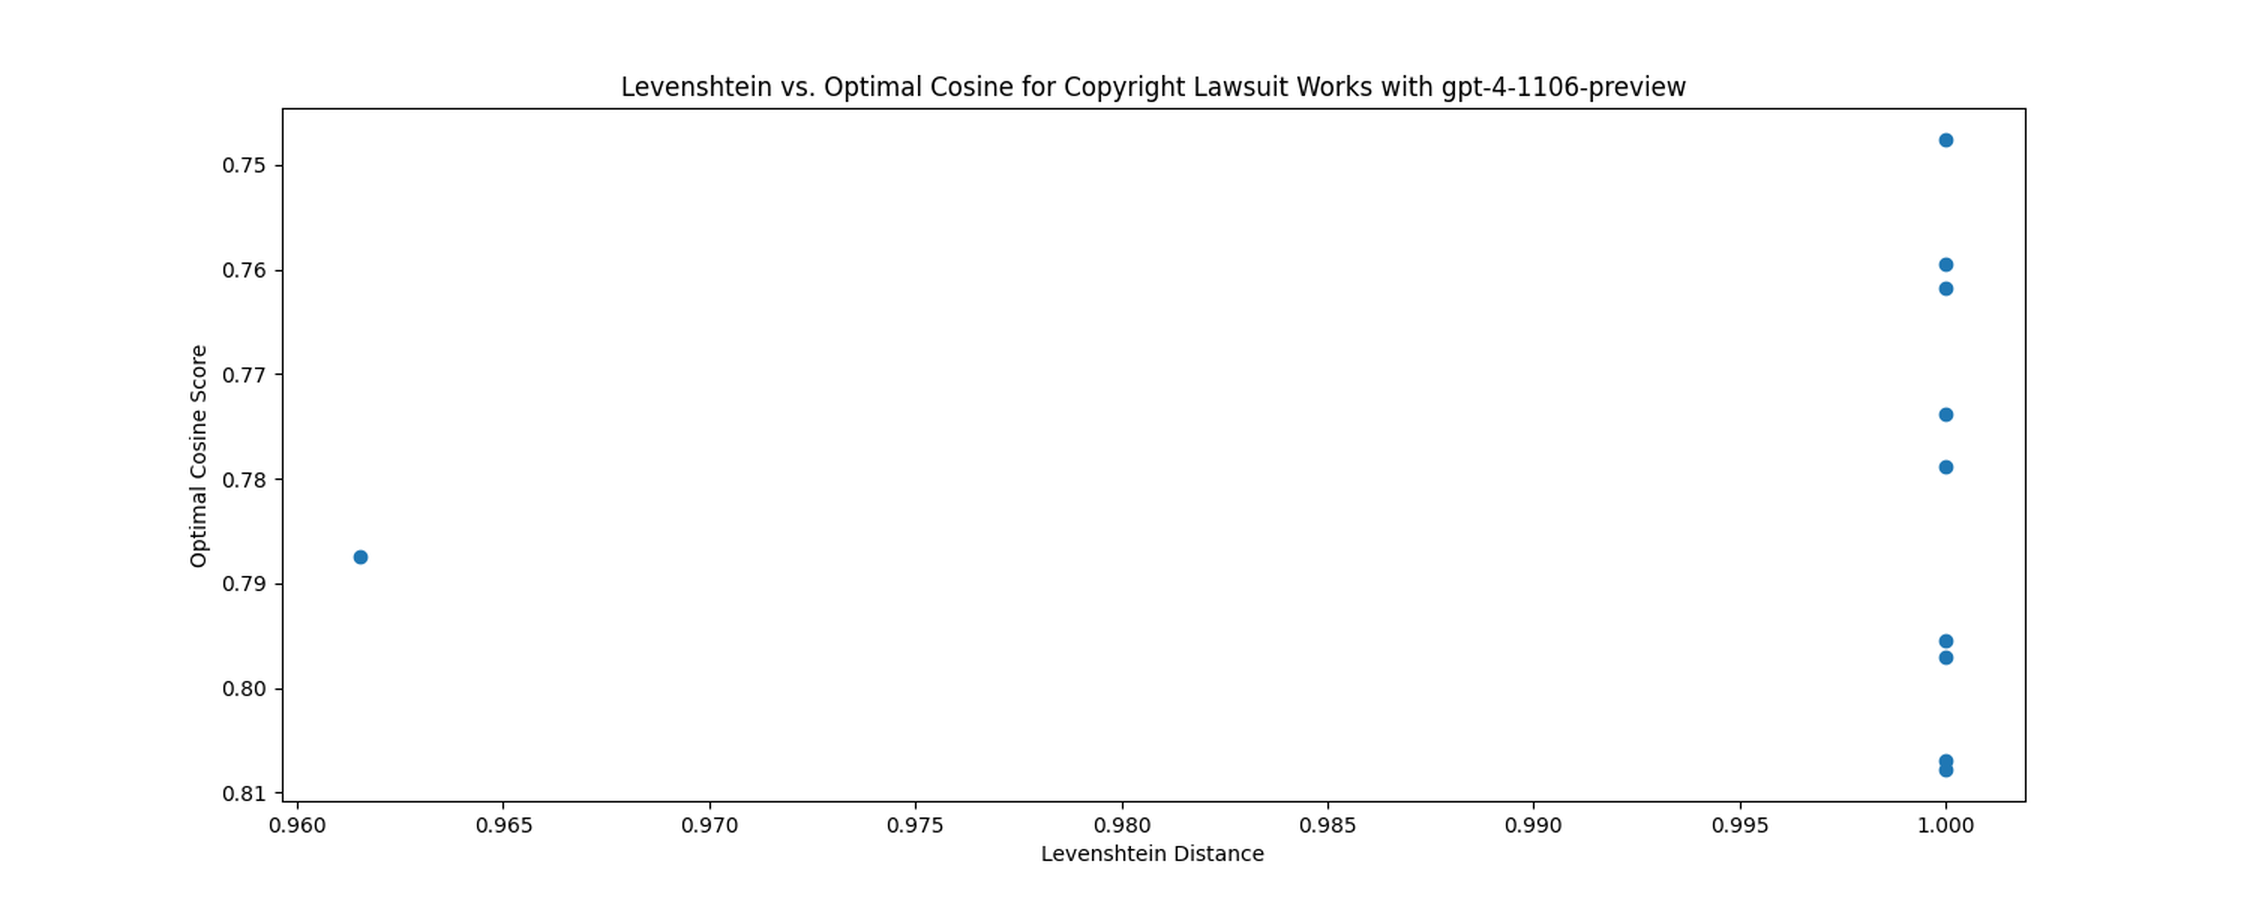 Levenshtein vs. Optimal Cosine for Copyright Lawsuit Works with gpt-4-1106-preview
Optimal Cosine Score
0.75
0.76
0.77
0.78
0.79
0.80
0.81
0.960 0.965 0.970 0.975 0.980 0.985 0.990 0.995 1.000
Levenshtein Distance